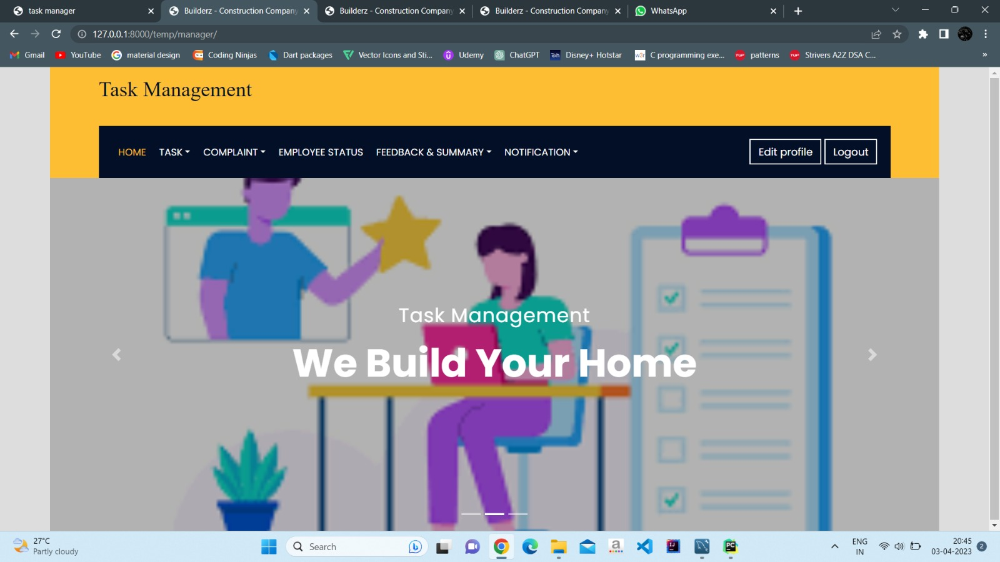 task manager
Builderz - Construction Company
Builderz - Construction Company
Builderz - Construction Company
WhatsApp
127.0.0.1:8000/temp/manager/
Gmail
YouTube
material design
Coding Ninjas
Dart packages
Vector Icons and Sti...
Udemy
ChatGPT
Disney+ Hotstar
C programming exe...
patterns
Strivers A2Z DSA C...
»
Task Management
HOME
TASK
COMPLAINT
EMPLOYEE STATUS
FEEDBACK & SUMMARY
NOTIFICATION
Edit profile
Logout
Task Management
We Build Your Home
27°C
Partly cloudy
Search
ENG
IN
20:45
03-04-2023
2